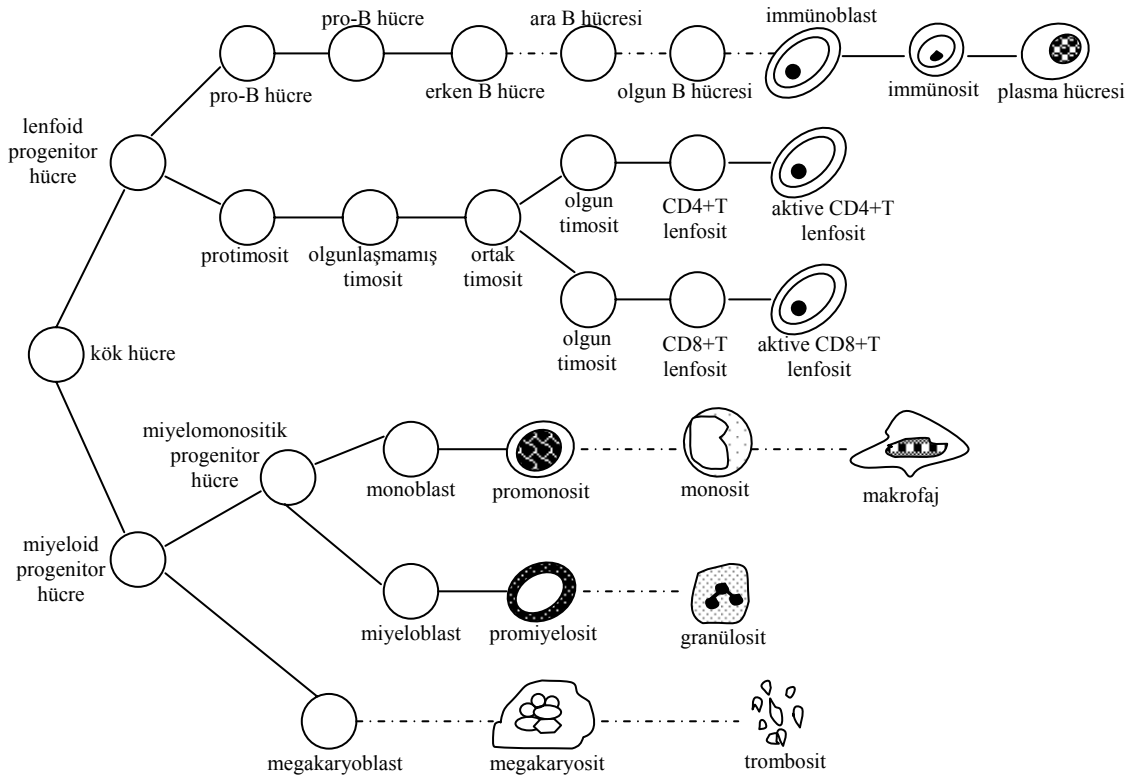 pro-B hücre
ara B hücresi
immünoblast
pro-B hücre
erken B hücre
olgun B hücresi
immünosit
plasma hücresi
lenfoid
progenitor
hücre
olgun
timosit
CD4+T
lenfosit
aktive CD4+T
lenfosit
protimosit
olgunlaşmamış
timosit
ortak
timosit
olgun
timosit
CD8+T
lenfosit
aktive CD8+T
lenfosit
kök hücre
miyelomonositik
progenitor
hücre
monoblast
promonosit
monosit
makrofaj
miyeloid
progenitor
hücre
miyeloblast
promiyelosit
granülosit
megakaryoblast
megakaryosit
trombosit